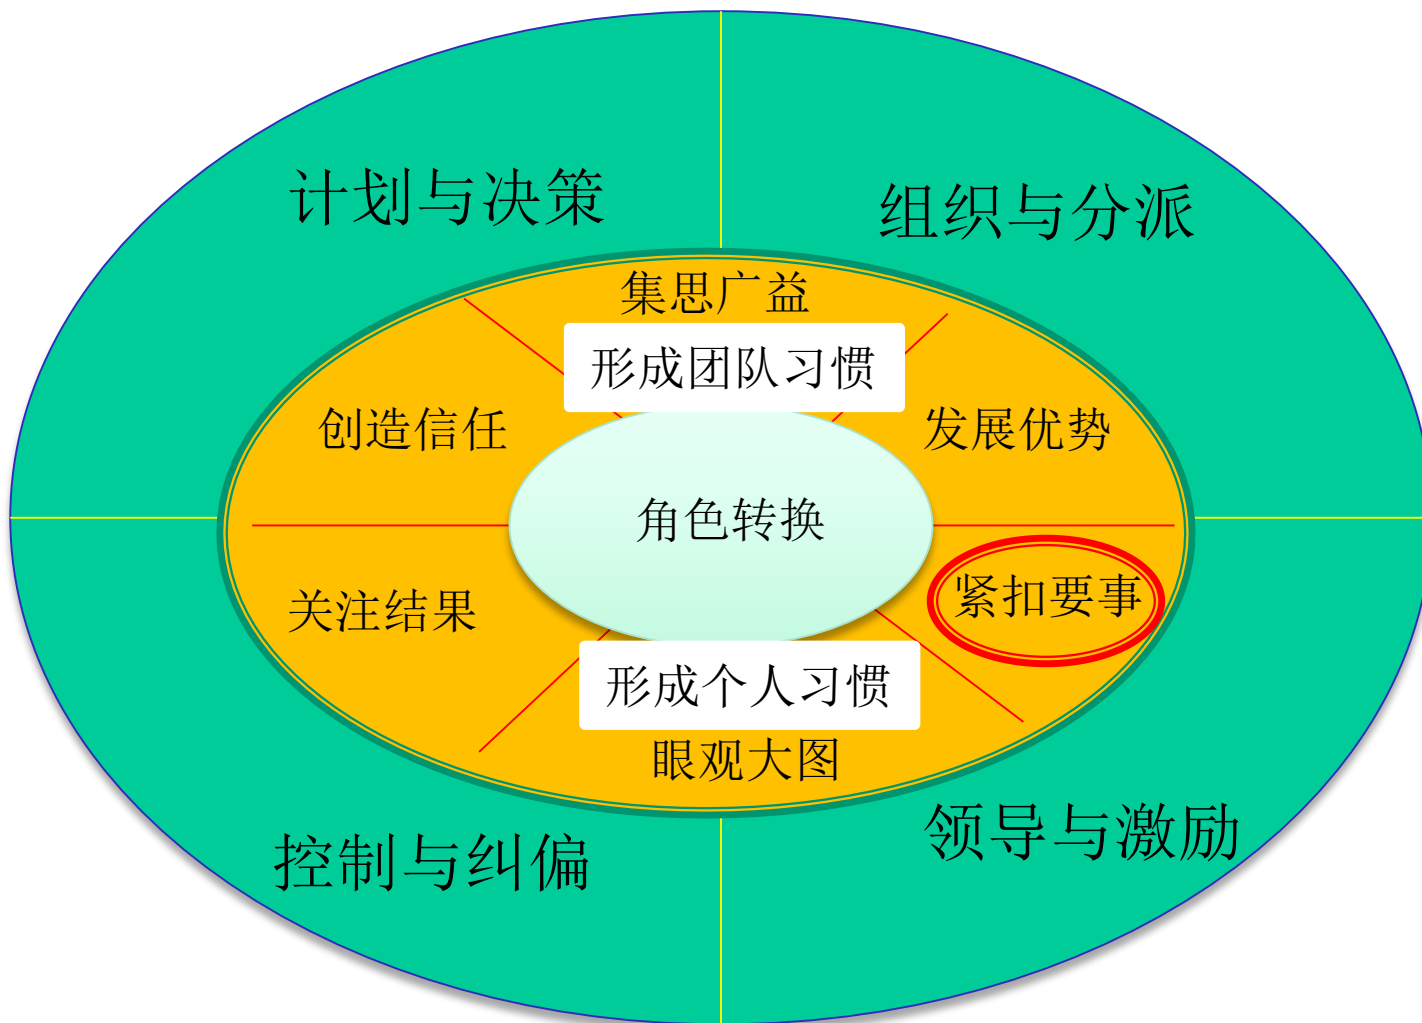 计划与决策
组织与分派
集思广益
形成团队习惯
创造信任
发展优势
角色转换
关注结果
紧扣要事
形成个人习惯
眼观大图
控制与纠偏
领导与激励